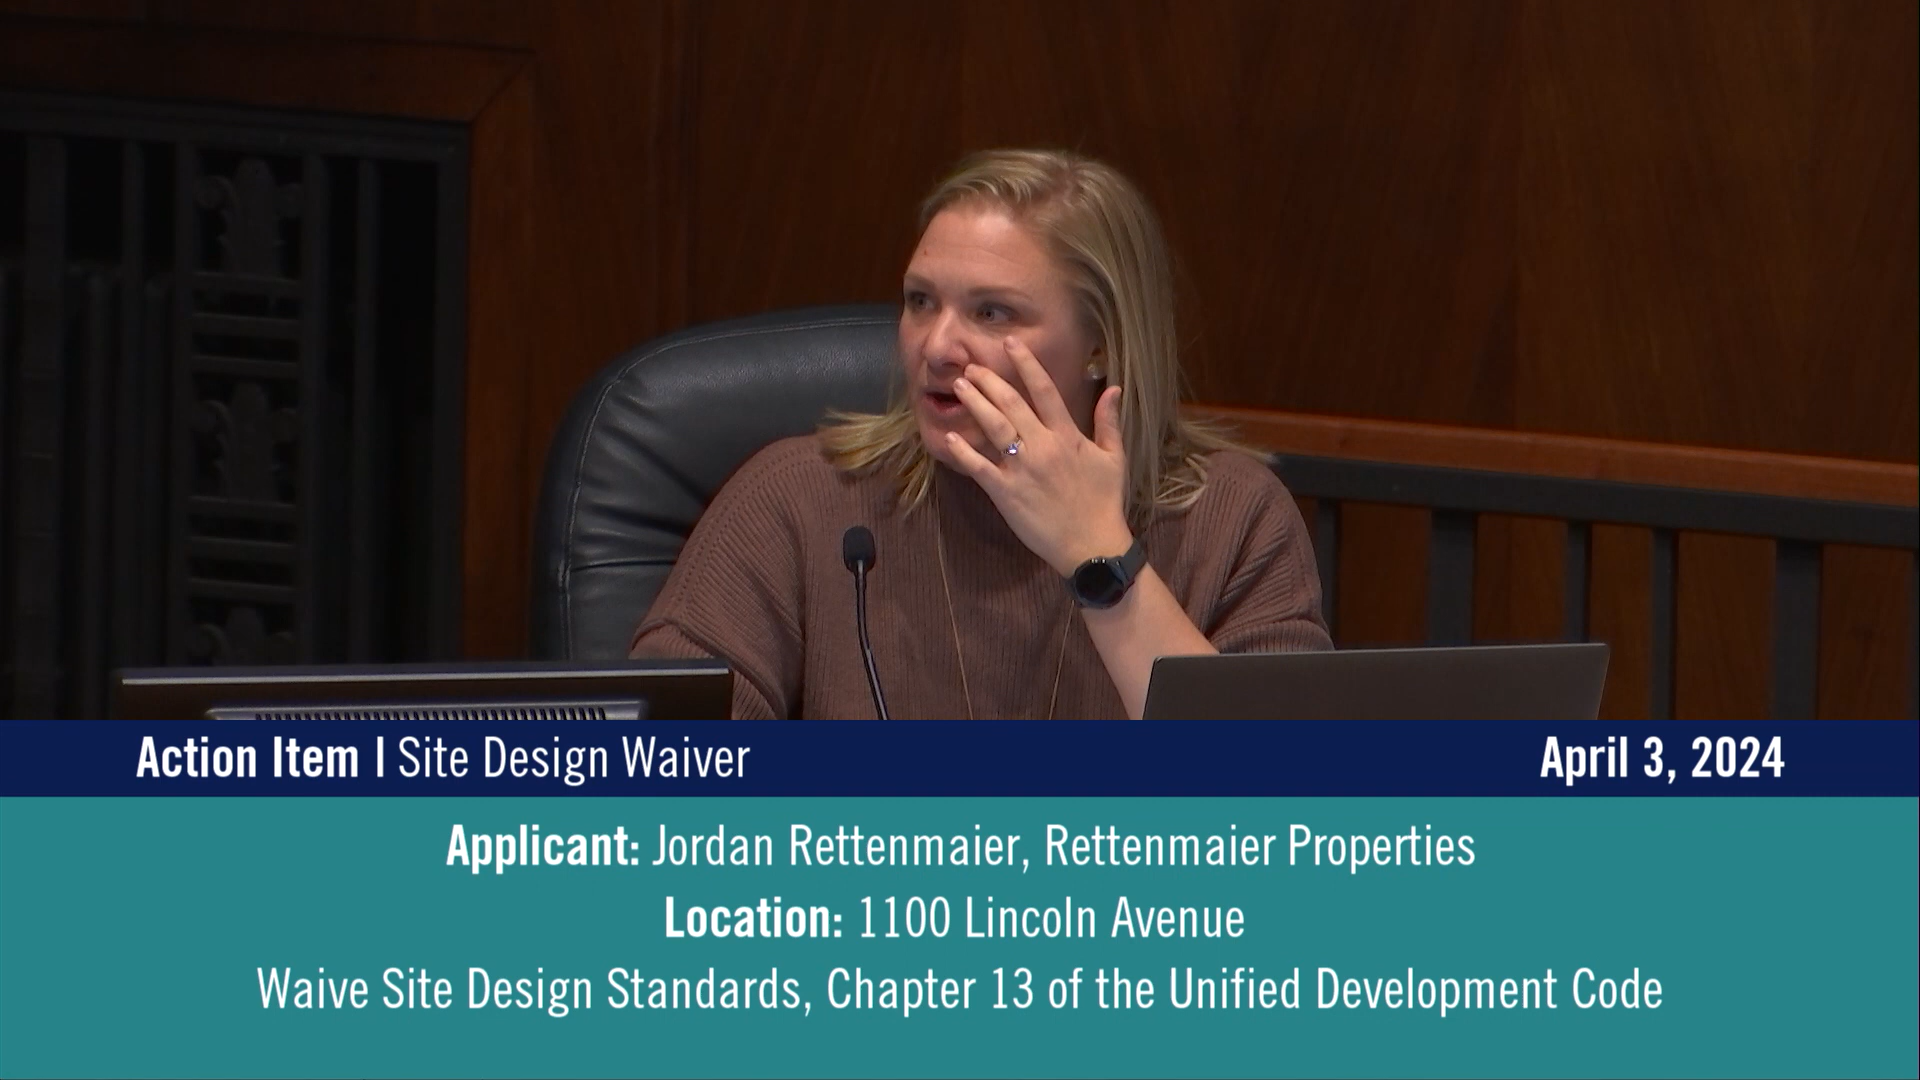 Action Item | Site Design Waiver
April 3, 2024
Applicant: Jordan Rettenmaier, Rettenmaier Properties
Location: 1100 Lincoln Avenue
Waive Site Design Standards, Chapter 13 of the Unified Development Code